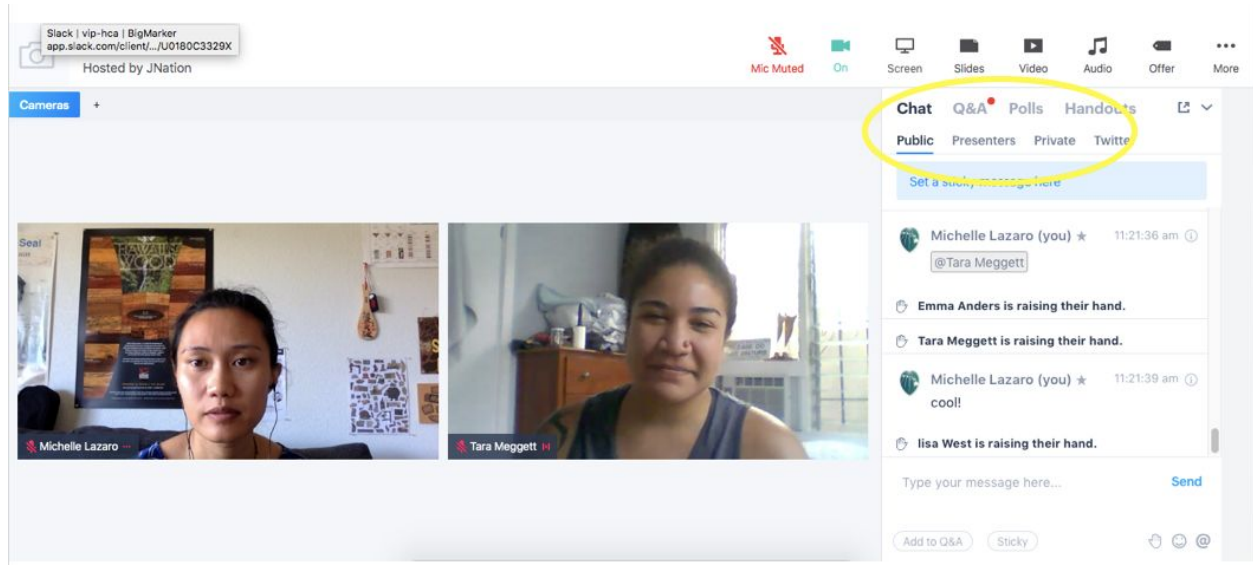 Slack | vip-hca | BigMarker
app.slack.com/client/.../U0180C3329X
Hosted by JNation
Mic Muted
On
Screen
Slides
Video
Audio
Offer
More
Cameras +
Chat Q&A Polls Handouts
Public Presenters Private Twitte
Set a sticky message here
Michelle Lazaro (you) ★ 11:21:36 am
@Tara Meggett
Emma Anders is raising their hand.
Tara Meggett is raising their hand.
Michelle Lazaro (you) ★ 11:21:39 am
cool!
lisa West is raising their hand.
Type your message here... Send
Add to Q&A Sticky @
Seal
WOOD
Michelle Lazaro
Tara Meggett